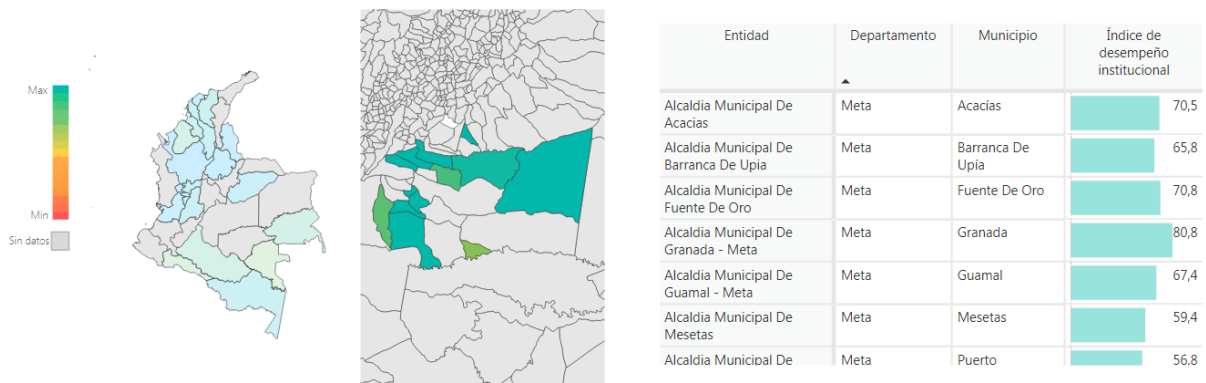 Max
Min
Sin datos
Entidad
Departamento
Municipio
Índice de
desempeño
institucional
Alcaldia Municipal De
Acacias
Meta
Acacías
70,5
Alcaldia Municipal De
Barranca De Upia
Meta
Barranca De
Upía
65,8
Alcaldia Municipal De
Fuente De Oro
Meta
Fuente De Oro
70,8
Alcaldia Municipal De
Granada - Meta
Meta
Granada
80,8
Alcaldia Municipal De
Guamal - Meta
Meta
Guamal
67,4
Alcaldia Municipal De
Mesetas
Meta
Mesetas
59,4
Alcaldia Municipal De
Meta
Puerto
56,8